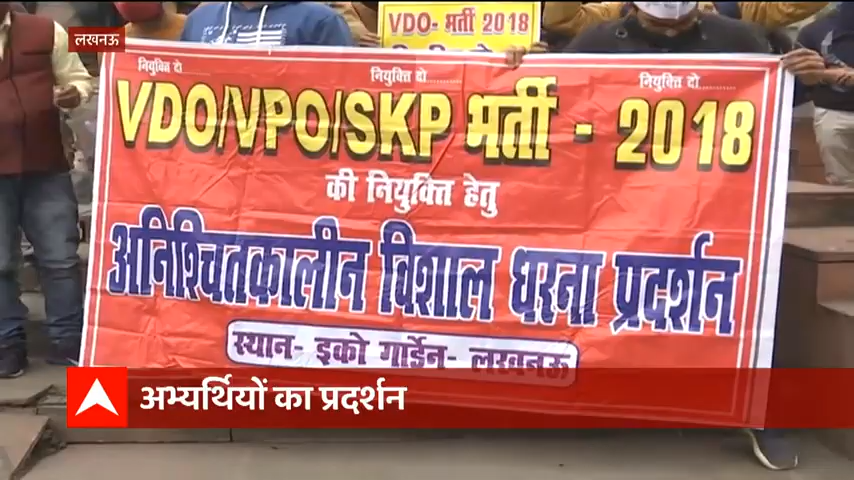 लखनऊ
VDO- भर्ती 2018
नियुक्ति दो
नियुक्ति दो........
नियुक्ति दो..........
VDO/VPO/SKP भर्ती - 2018
की नियुक्ति हेतु
अनिश्चितकालीन विशाल धरना प्रदर्शन
स्थान- इको गार्डेन- लखनऊ
अभ्यर्थियों का प्रदर्शन